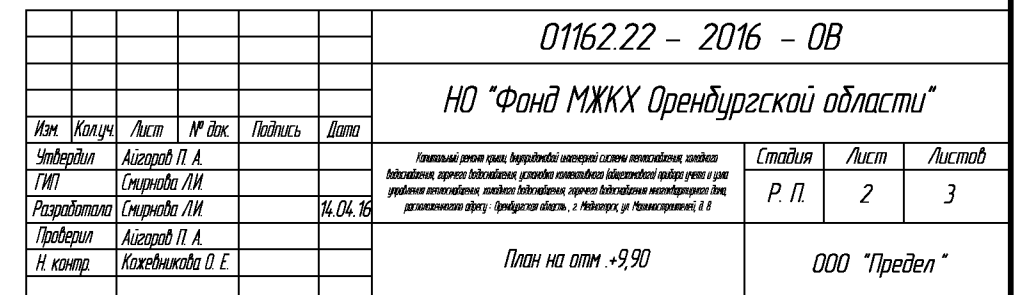 01162.22 – 2016 – ОВ
НО "Фонд МЖКХ Оренбургской области"
Изм. Кол.уч. Лист № док. Подпись Дата
Утвердил Айгоров П. А.
ГИП Смирнова Л.И.
Разработала Смирнова Л.И. 14.04.16
Проверил Айгоров П. А.
Н. контр. Кожевникова О. Е.
Капитальный ремонт крыши, внутридомовой инженерной системы теплоснабжения, холодного
водоснабжения, горячего водоснабжения, установка коллективного (общедомового) прибора учета и узла
управления теплоснабжения, холодного водоснабжения, горячего водоснабжения многоквартирного дома,
расположенного адресу : Оренбургская область , г. Медногорск, ул. Машиностроителей, д. 8
Стадия Лист Листов
Р. П. 2 3
План на отм .+9,90
ООО "Предел "